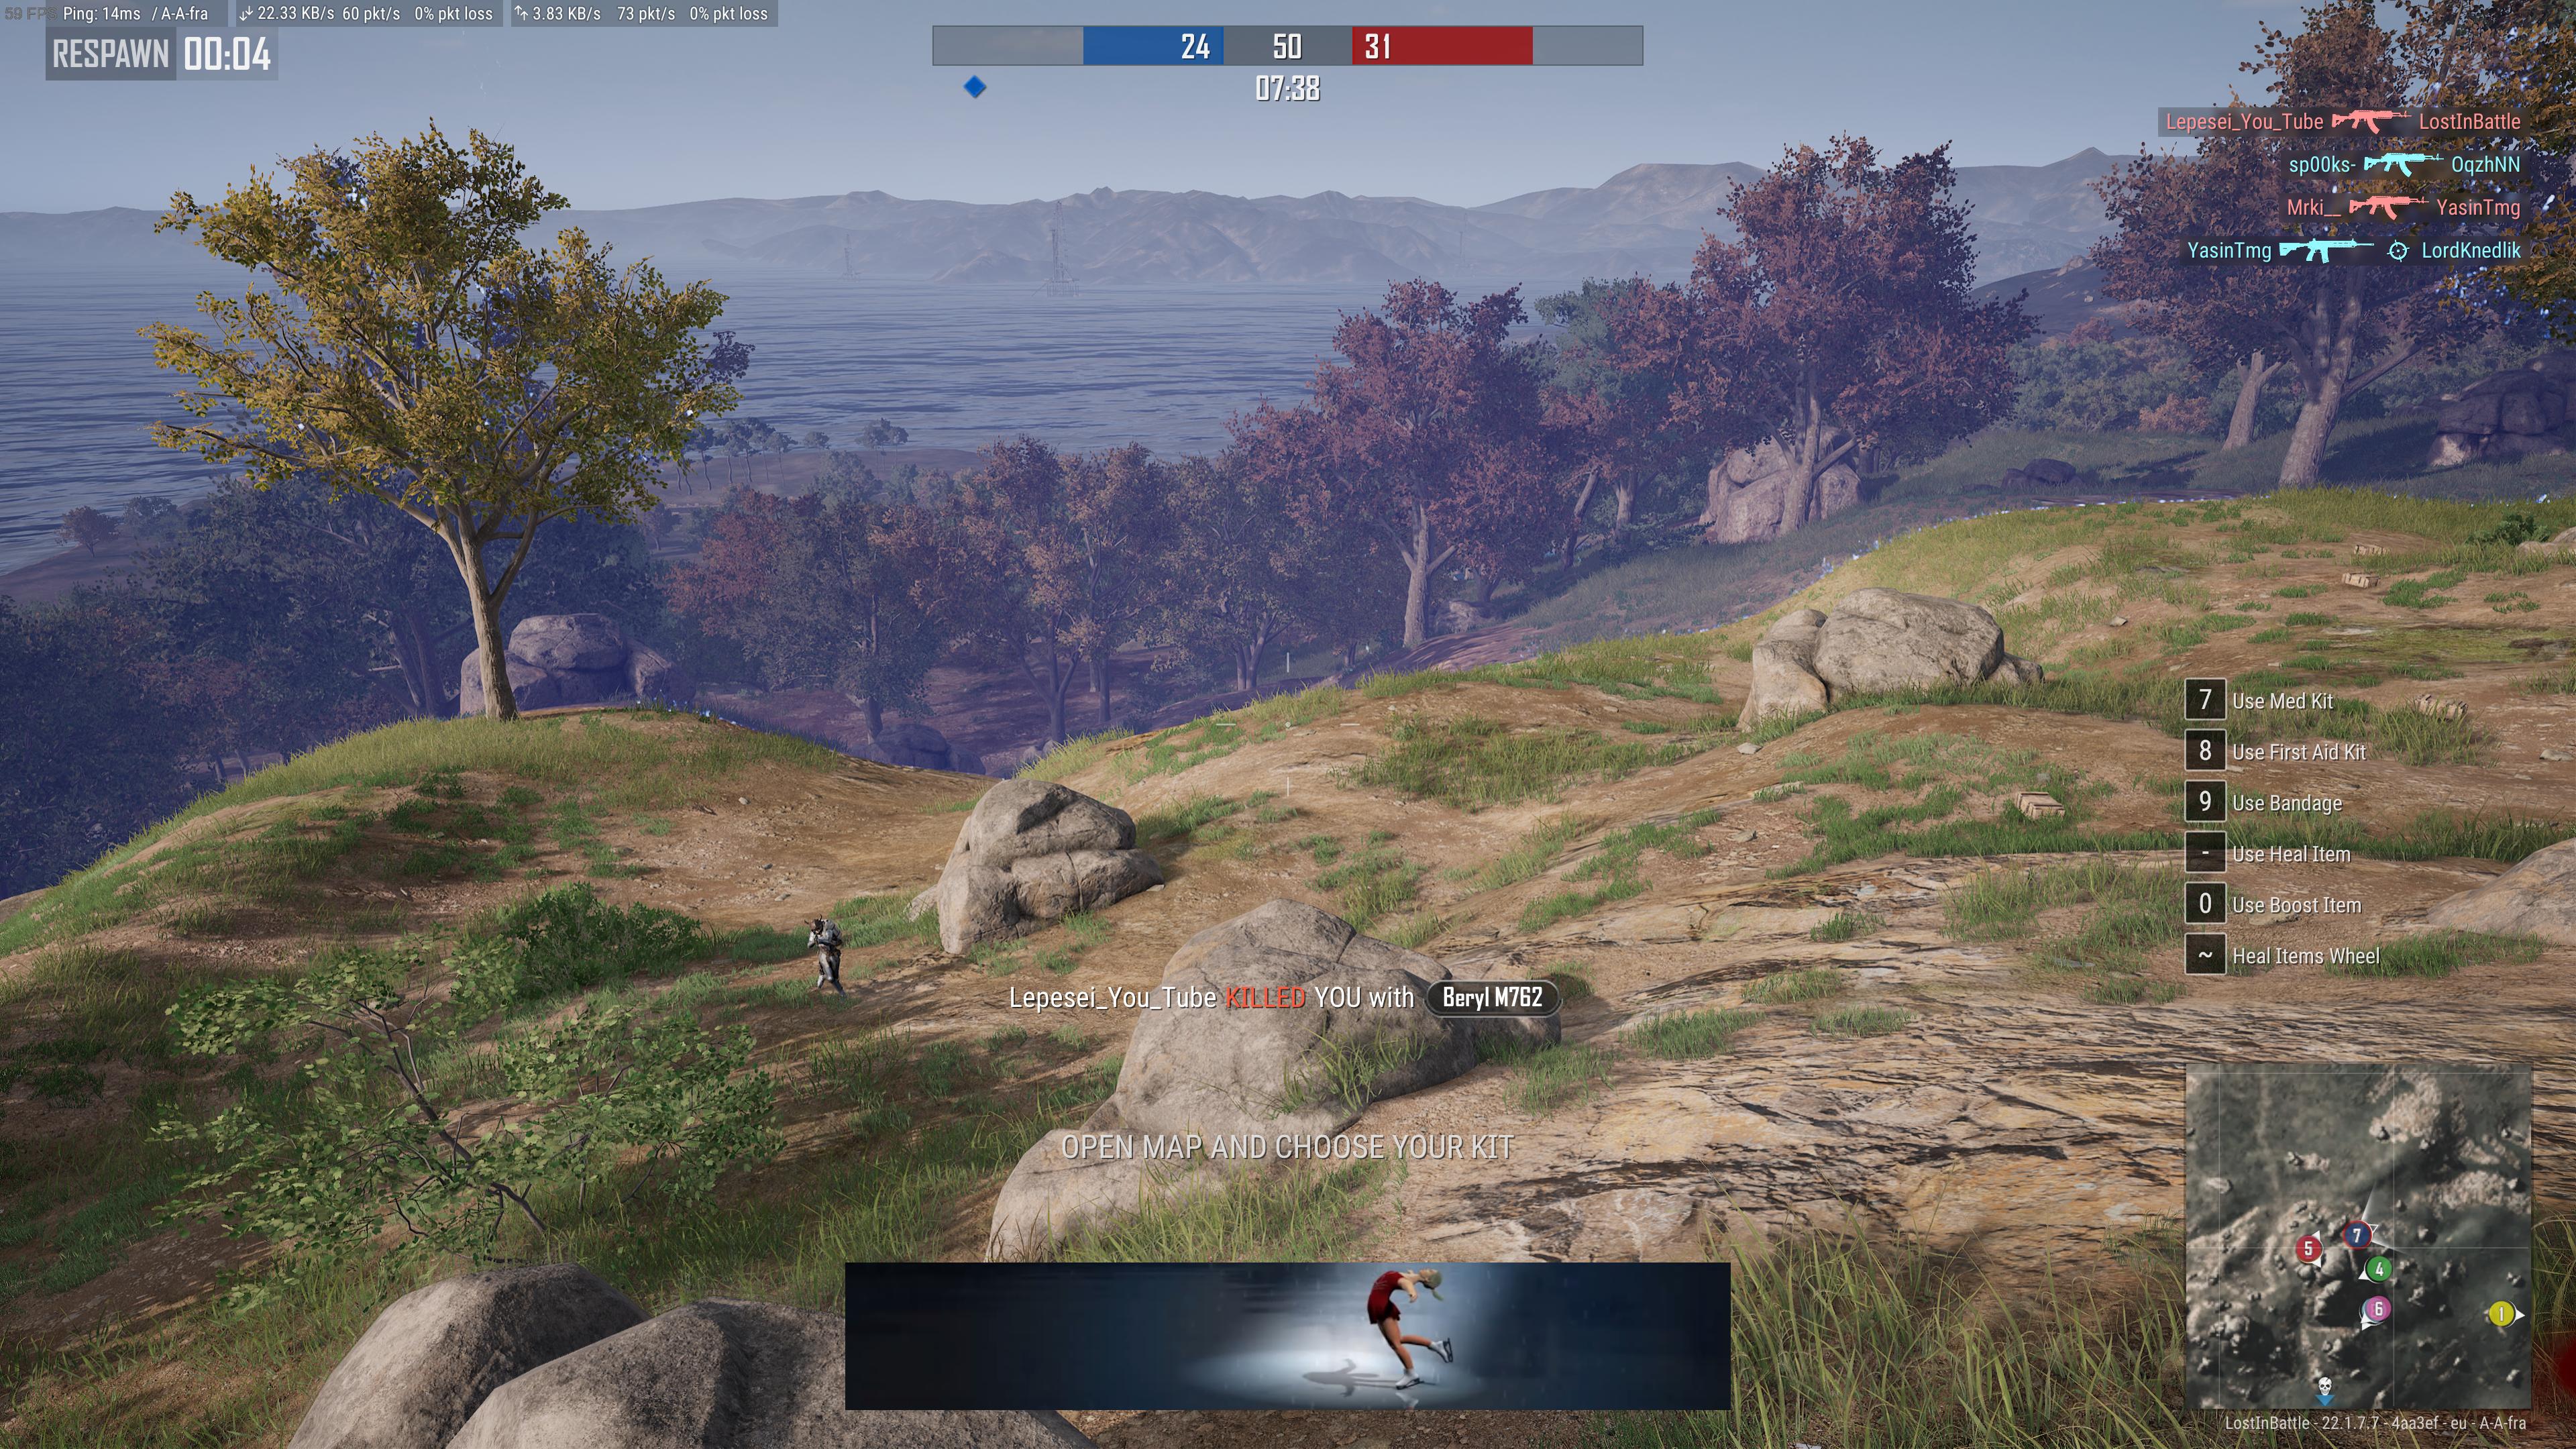 59 FPS Ping: 14ms / A-A-fra 22.33 KB/s 60 pkt/s 0% pkt loss 3.83 KB/s 73 pkt/s 0% pkt loss
RESPAWN 00:04
24 50 31
07:38
Lepesei_You_Tube LostInBattle
sp00ks- OqzhNN
Mrki__ YasinTmg
YasinTmg LordKnedlik
7 Use Med Kit
8 Use First Aid Kit
9 Use Bandage
- Use Heal Item
0 Use Boost Item
~ Heal Items Wheel
Lepesei_You_Tube KILLED YOU with Beryl M762
OPEN MAP AND CHOOSE YOUR KIT
7
5
4
6
1
LostInBattle - 22.1.7.7 - 4aa3ef - eu - A-A-fra